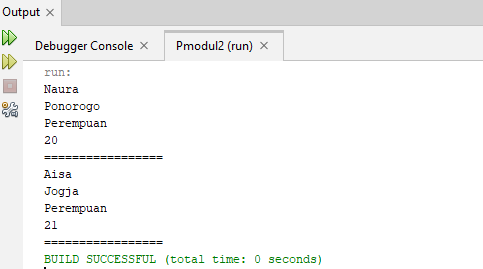 Output ×
Debugger Console × Pmodul2 (run) ×
run:
Naura
Ponorogo
Perempuan
20
=================
Aisa
Jogja
Perempuan
21
=================
BUILD SUCCESSFUL (total time: 0 seconds)